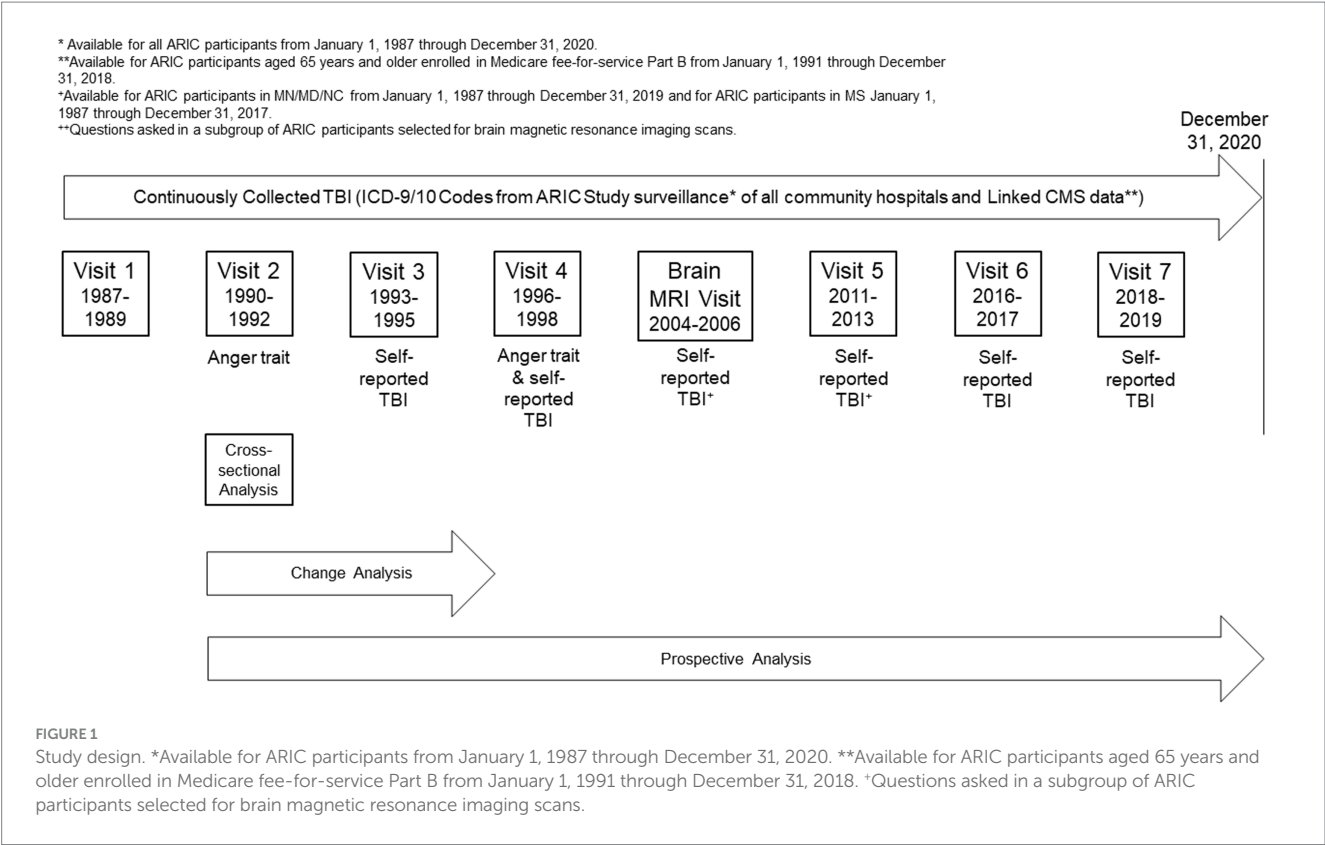 * Available for all ARIC participants from January 1, 1987 through December 31, 2020.
**Available for ARIC participants aged 65 years and older enrolled in Medicare fee-for-service Part B from January 1, 1991 through December
31, 2018.
⁺Available for ARIC participants in MN/MD/NC from January 1, 1987 through December 31, 2019 and for ARIC participants in MS January 1,
1987 through December 31, 2017.
⁺⁺Questions asked in a subgroup of ARIC participants selected for brain magnetic resonance imaging scans.
December
31, 2020
Continuously Collected TBI (ICD-9/10 Codes from ARIC Study surveillance* of all community hospitals and Linked CMS data**)
Visit 1
1987-
1989
Visit 2
1990-
1992
Anger trait
Visit 3
1993-
1995
Self-
reported
TBI
Visit 4
1996-
1998
Anger trait
& self-
reported
TBI
Brain
MRI Visit
2004-2006
Self-
reported
TBI⁺
Visit 5
2011-
2013
Self-
reported
TBI⁺
Visit 6
2016-
2017
Self-
reported
TBI
Visit 7
2018-
2019
Self-
reported
TBI
Cross-
sectional
Analysis
Change Analysis
Prospective Analysis
FIGURE 1
Study design. *Available for ARIC participants from January 1, 1987 through December 31, 2020. **Available for ARIC participants aged 65 years and
older enrolled in Medicare fee-for-service Part B from January 1, 1991 through December 31, 2018. ⁺Questions asked in a subgroup of ARIC
participants selected for brain magnetic resonance imaging scans.